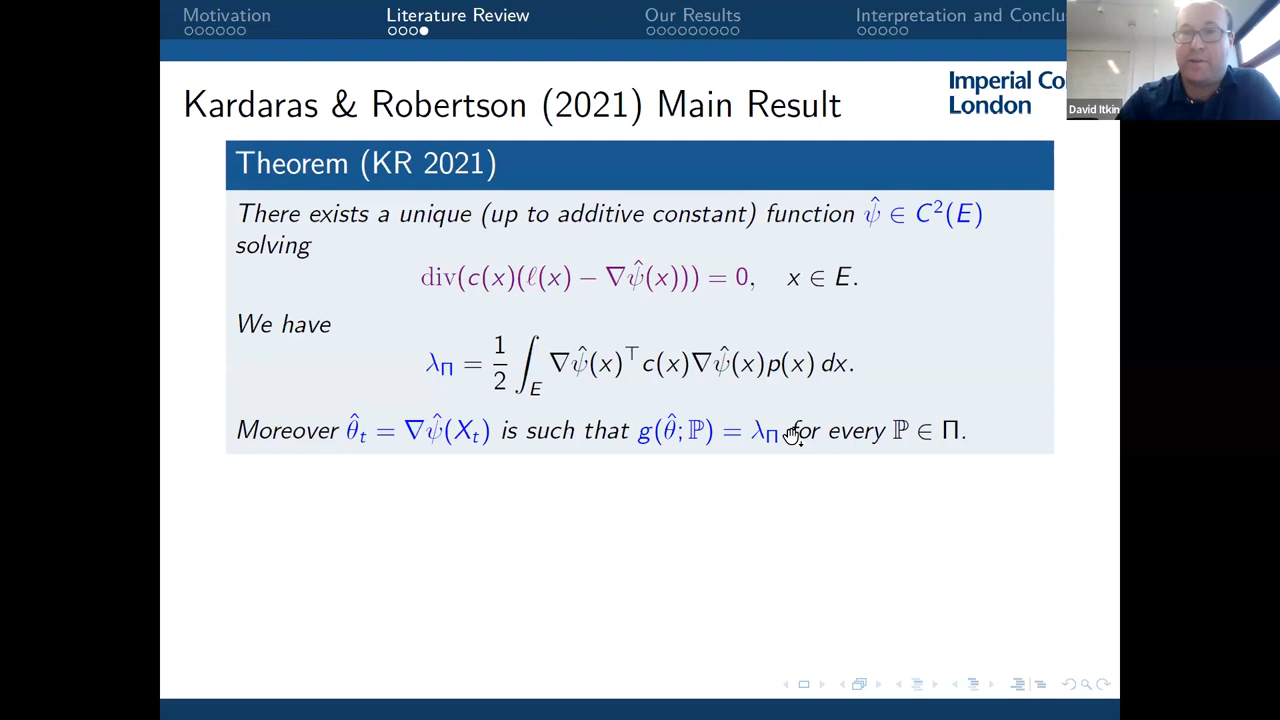 Motivation Literature Review Our Results Interpretation and Conclu
Imperial Co
London
David Itkin
Kardaras & Robertson (2021) Main Result
Theorem (KR 2021)
There exists a unique (up to additive constant) function ψ̂ ∈ C²(E)
solving
div(c(x)(ℓ(x) − ∇ψ̂(x))) = 0, x ∈ E.
We have
λ_Π = 1/2 ∫_E ∇ψ̂(x)^⊤ c(x)∇ψ̂(x)p(x) dx.
Moreover θ̂_t = ∇ψ̂(X_t) is such that g(θ̂; ℙ) = λ_Π for every ℙ ∈ Π.